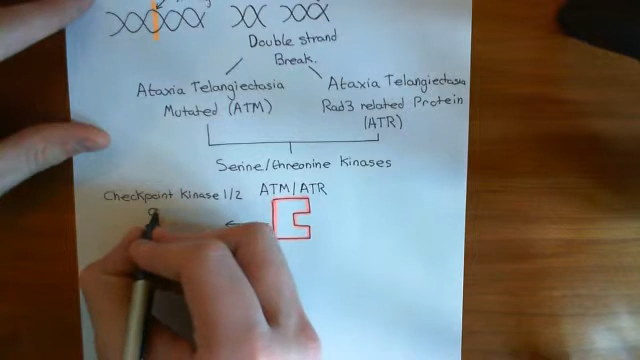 Double strand
Break.
Ataxia Telangiectasia
Mutated (ATM)
Ataxia Telangiectasia
Rad3 related Protein
(ATR)
Serine/threonine Kinases
Checkpoint Kinase 1/2
ATM/ATR